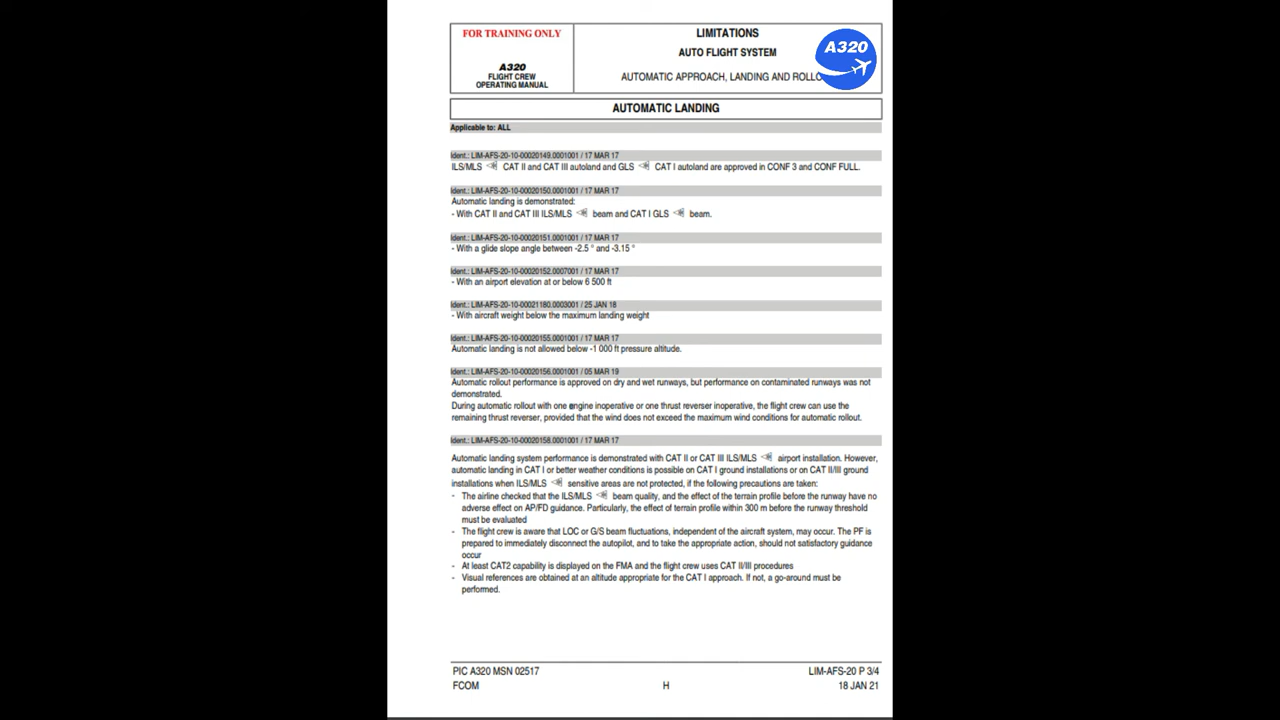 FOR TRAINING ONLY
A320
FLIGHT CREW
OPERATING MANUAL
LIMITATIONS
AUTO FLIGHT SYSTEM
AUTOMATIC APPROACH, LANDING AND ROLLO
A320
AUTOMATIC LANDING
Applicable to: ALL
Ident.: LIM-AFS-20-10-00020149.0001001 / 17 MAR 17
ILS/MLS CAT II and CAT III autoland and GLS CAT I autoland are approved in CONF 3 and CONF FULL.
Ident.: LIM-AFS-20-10-00020150.0001001 / 17 MAR 17
Automatic landing is demonstrated:
- With CAT II and CAT III ILS/MLS beam and CAT I GLS beam.
Ident.: LIM-AFS-20-10-00020151.0001001 / 17 MAR 17
- With a glide slope angle between -2.5 ° and -3.15 °
Ident.: LIM-AFS-20-10-00020152.0007001 / 17 MAR 17
- With an airport elevation at or below 6 500 ft
Ident.: LIM-AFS-20-10-00021180.0003001 / 25 JAN 18
- With aircraft weight below the maximum landing weight
Ident.: LIM-AFS-20-10-00020155.0001001 / 17 MAR 17
Automatic landing is not allowed below -1 000 ft pressure altitude.
Ident.: LIM-AFS-20-10-00020156.0001001 / 05 MAR 19
Automatic rollout performance is approved on dry and wet runways, but performance on contaminated runways was not
demonstrated.
During automatic rollout with one engine inoperative or one thrust reverser inoperative, the flight crew can use the
remaining thrust reverser, provided that the wind does not exceed the maximum wind conditions for automatic rollout.
Ident.: LIM-AFS-20-10-00020158.0001001 / 17 MAR 17
Automatic landing system performance is demonstrated with CAT II or CAT III ILS/MLS airport installation. However,
automatic landing in CAT I or better weather conditions is possible on CAT I ground installations or on CAT II/III ground
installations when ILS/MLS sensitive areas are not protected, if the following precautions are taken:
- The airline checked that the ILS/MLS beam quality, and the effect of the terrain profile before the runway have no
adverse effect on AP/FD guidance. Particularly, the effect of terrain profile within 300 m before the runway threshold
must be evaluated
- The flight crew is aware that LOC or G/S beam fluctuations, independent of the aircraft system, may occur. The PF is
prepared to immediately disconnect the autopilot, and to take the appropriate action, should not satisfactory guidance
occur
- At least CAT2 capability is displayed on the FMA and the flight crew uses CAT II/III procedures
- Visual references are obtained at an altitude appropriate for the CAT I approach. If not, a go-around must be
performed.
PIC A320 MSN 02517
LIM-AFS-20 P 3/4
FCOM
H
18 JAN 21